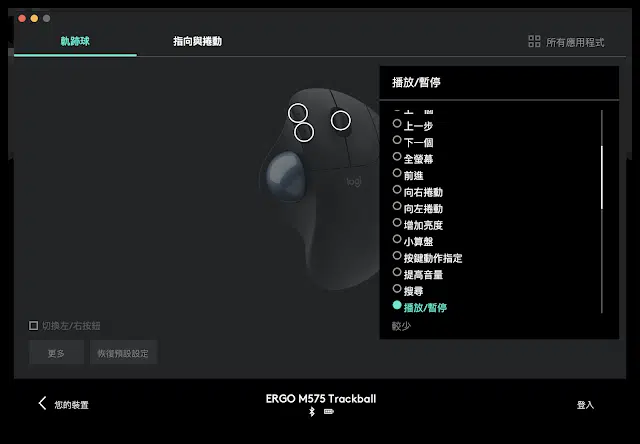 軌跡球
指向與捲動
所有應用程式
播放/暫停
上一個
上一步
下一個
全螢幕
前進
向右捲動
向左捲動
增加亮度
小算盤
按鍵動作指定
提高音量
搜尋
播放/暫停
較少
logi
切換左/右按鈕
更多
恢復預設設定
您的裝置
ERGO M575 Trackball
登入